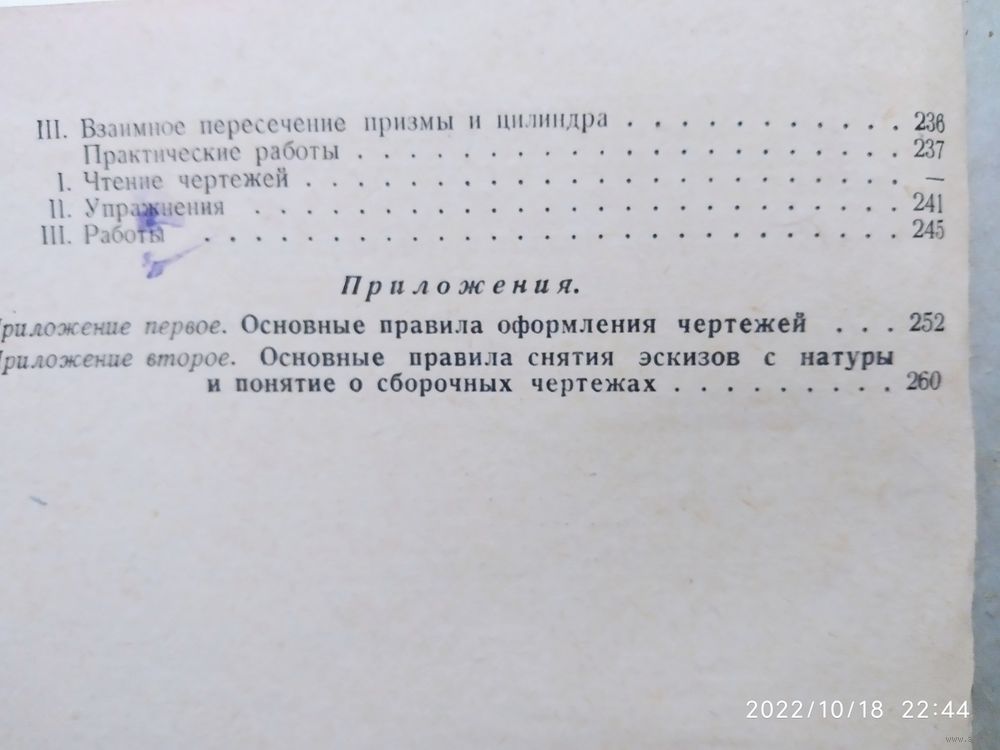 III. Взаимное пересечение призмы и цилиндра . . . . . . . . . . . 236
Практические работы . . . . . . . . . . . . . . . . . . . . . 237
I. Чтение чертежей . . . . . . . . . . . . . . . . . . . . . . . —
II. Упражнения . . . . . . . . . . . . . . . . . . . . . . . . . 241
III. Работы . . . . . . . . . . . . . . . . . . . . . . . . . . . 245
Приложения.
риложение первое. Основные правила оформления чертежей . . . 252
риложение второе. Основные правила снятия эскизов с натуры
и понятие о сборочных чертежах . . . . . . . . . 260
2022/10/18 22:44